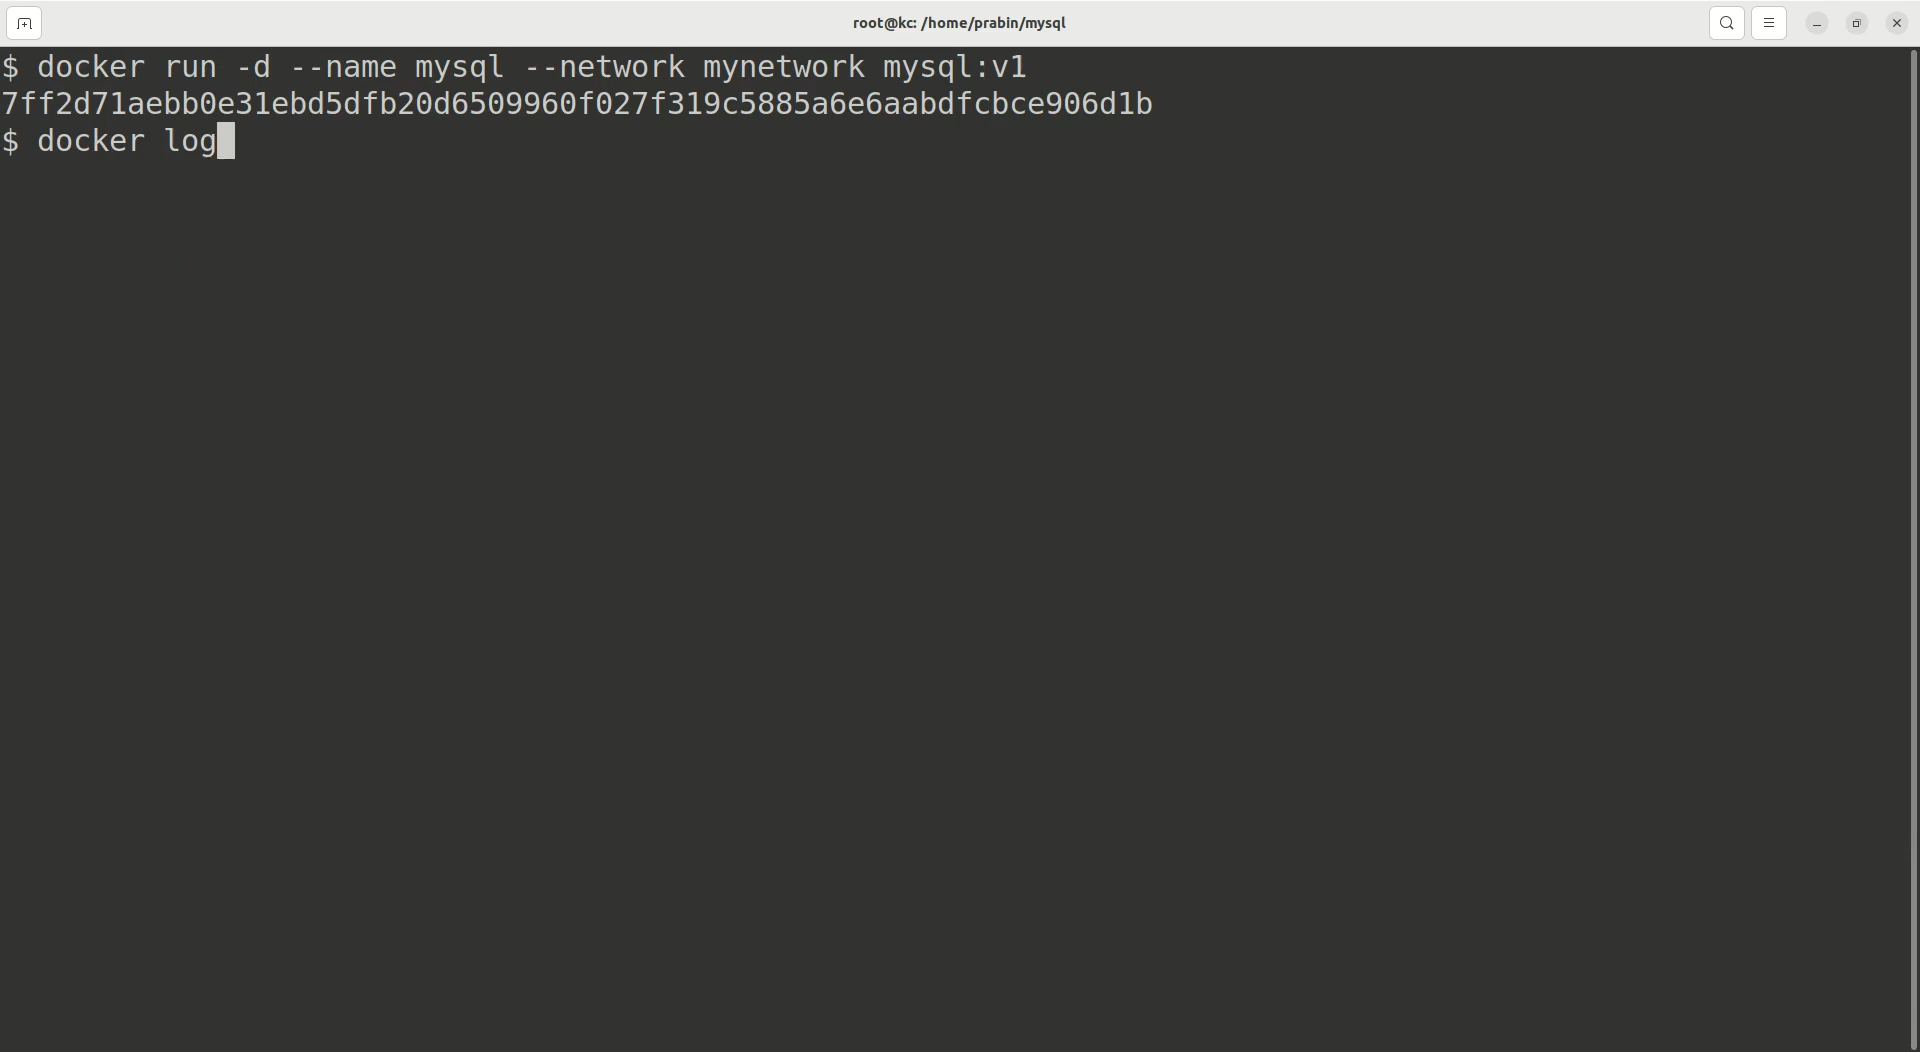 root@kc: /home/prabin/mysql
$ docker run -d --name mysql --network mynetwork mysql:v1
7ff2d71aebb0e31ebd5dfb20d6509960f027f319c5885a6e6aabdfcbce906d1b
$ docker log